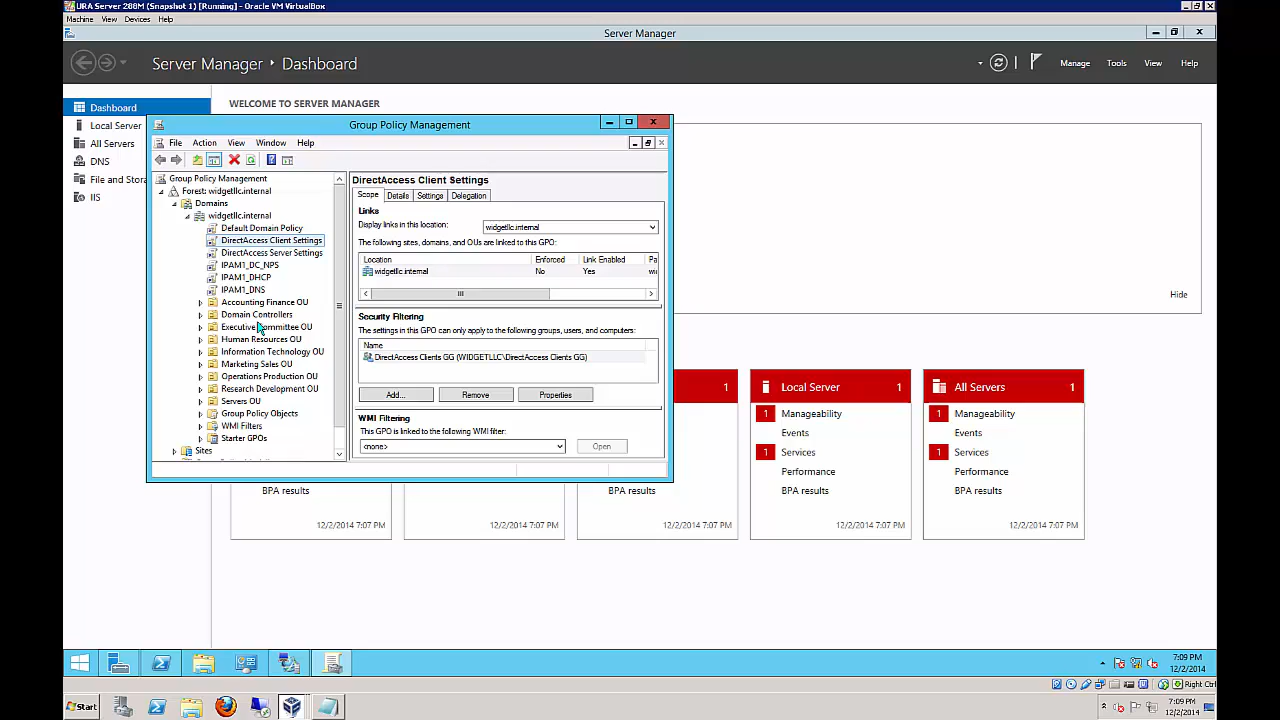 URA Server 288M (Snapshot 1) [Running] - Oracle VM VirtualBox
Machine View Devices Help
Server Manager
Server Manager • Dashboard
Manage Tools View Help
Dashboard
Local Server
All Servers
DNS
File and Stora
IIS
WELCOME TO SERVER MANAGER
Group Policy Management
File Action View Window Help
Group Policy Management
Forest: widgetllc.internal
Domains
widgetllc.internal
Default Domain Policy
DirectAccess Client Settings
DirectAccess Server Settings
IPAM1_DC_NPS
IPAM1_DHCP
IPAM1_DNS
Accounting Finance OU
Domain Controllers
Executive Committee OU
Human Resources OU
Information Technology OU
Marketing Sales OU
Operations Production OU
Research Development OU
Servers OU
Group Policy Objects
WMI Filters
Starter GPOs
Sites
DirectAccess Client Settings
Scope Details Settings Delegation
Links
Display links in this location: widgetllc.internal
The following sites, domains, and OUs are linked to this GPO:
Location Enforced Link Enabled Pa
widgetllc.internal No Yes wi
Security Filtering
The settings in this GPO can only apply to the following groups, users, and computers:
Name
DirectAccess Clients GG (WIDGETLLC\DirectAccess Clients GG)
Add... Remove Properties
WMI Filtering
This GPO is linked to the following WMI filter:
<none> Open
Hide
1
Local Server 1
1 Manageability
Events
1 Services
Performance
BPA results
12/2/2014 7:07 PM
All Servers 1
1 Manageability
Events
1 Services
Performance
BPA results
12/2/2014 7:07 PM
BPA results
12/2/2014 7:07 PM
12/2/2014 7:07 PM
BPA results
12/2/2014 7:07 PM
7:09 PM
12/2/2014
Right Ctrl
Start
7:09 PM
12/2/2014